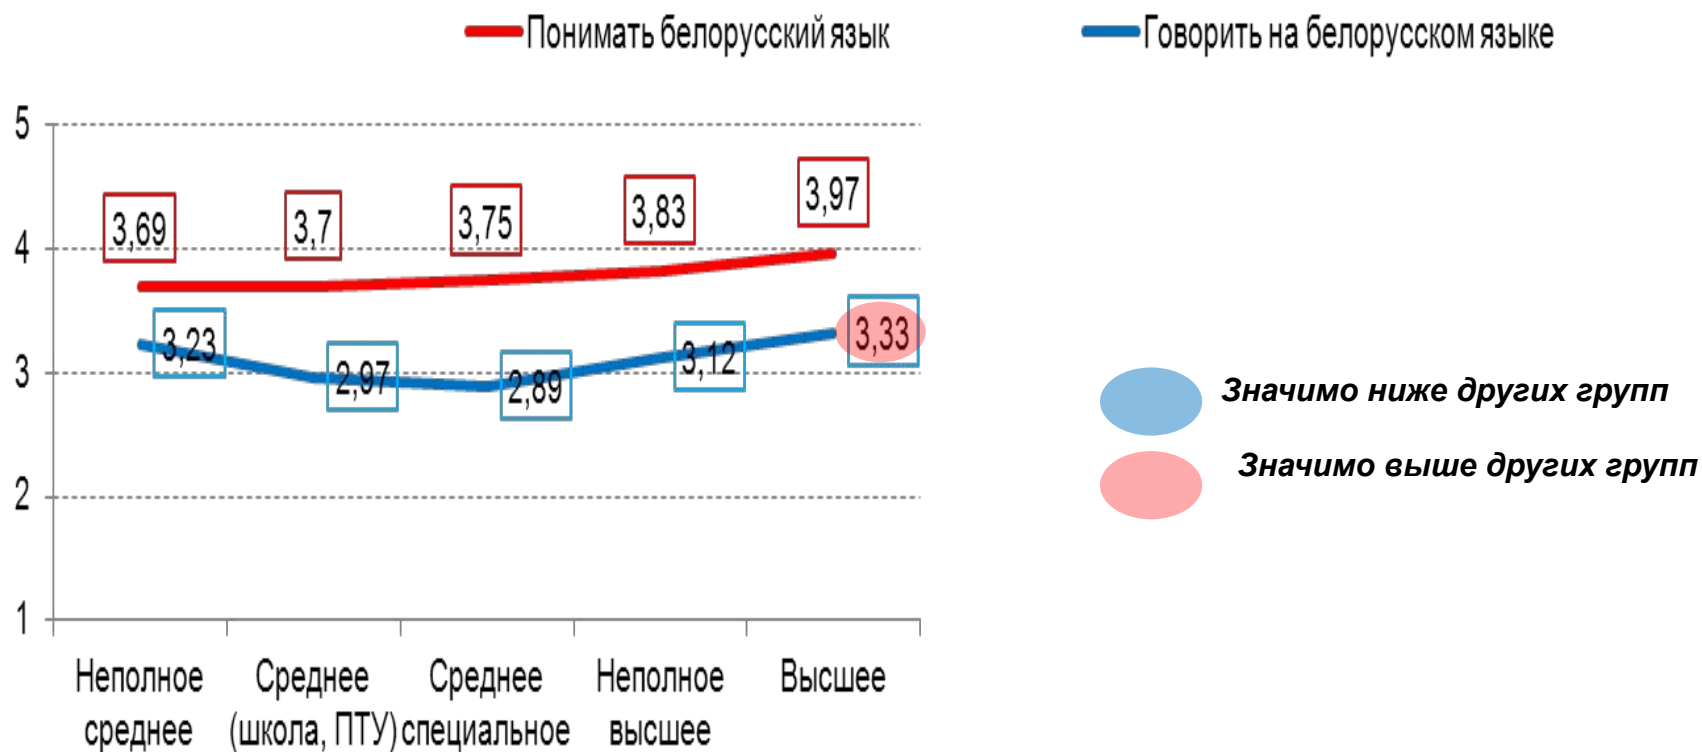 Понимать белорусский язык
Говорить на белорусском языке
5
4
3
2
1
3,69
3,7
3,75
3,83
3,97
3,23
2,97
2,89
3,12
3,33
Значимо ниже других групп
Значимо выше других групп
Неполное среднее
Среднее (школа, ПТУ)
Среднее специальное
Неполное высшее
Высшее